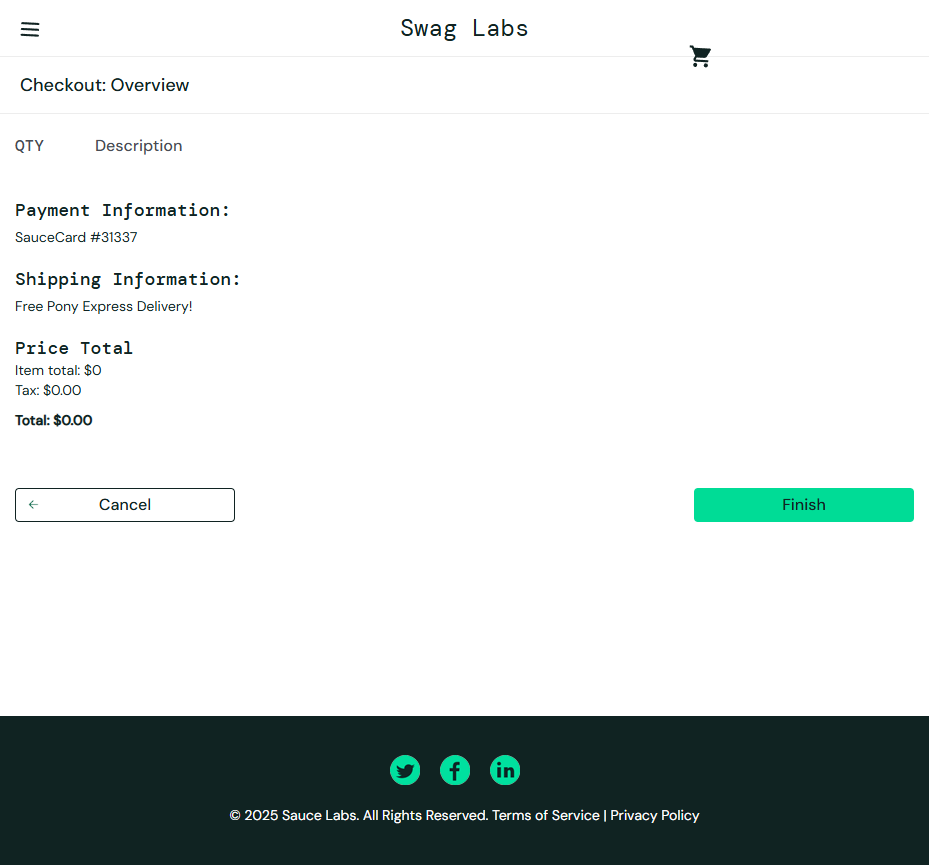 Swag Labs
Checkout: Overview
QTY Description
Payment Information:
SauceCard #31337
Shipping Information:
Free Pony Express Delivery!
Price Total
Item total: $0
Tax: $0.00
Total: $0.00
Cancel Finish
© 2025 Sauce Labs. All Rights Reserved. Terms of Service | Privacy Policy